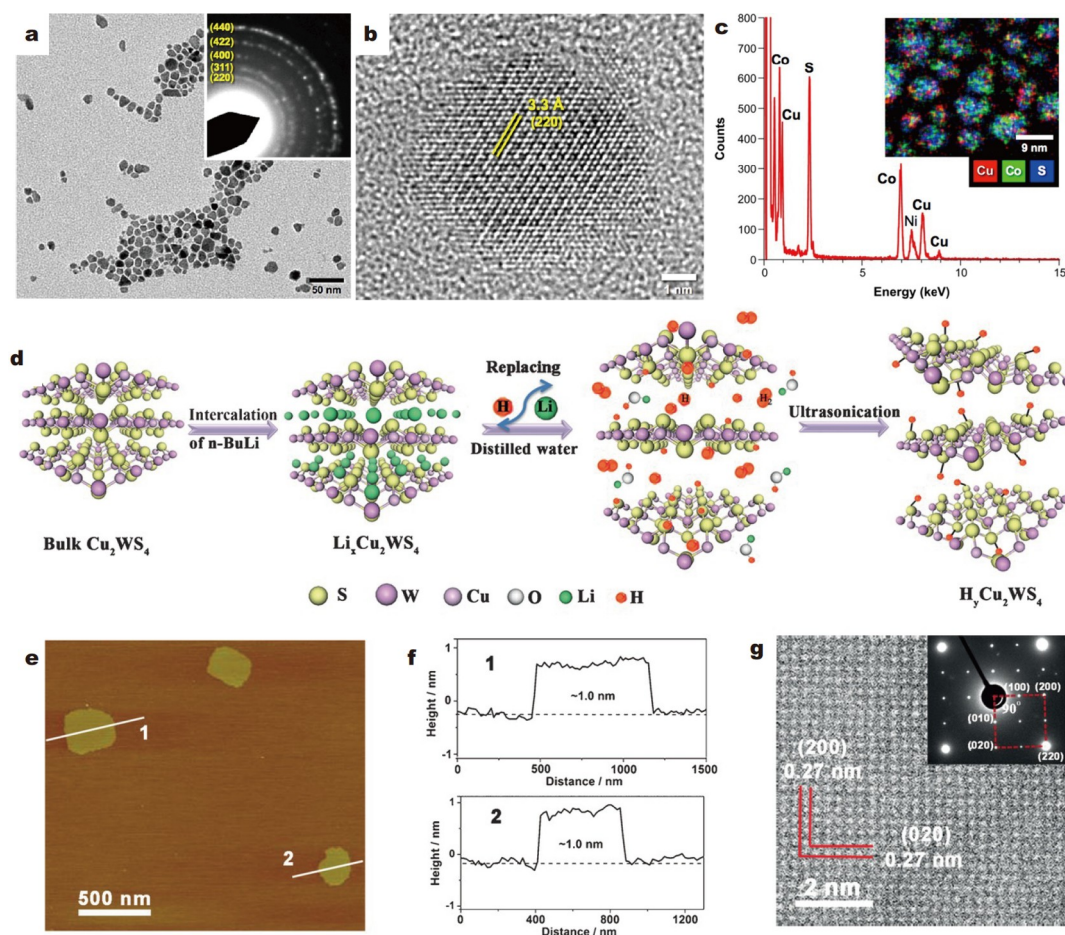 a
(440)
(422)
(400)
(311)
(220)
50 nm
b
3.3 Å
(220)
1 nm
c
800
700
600
500
400
300
200
100
0
Counts
Co
Cu
S
Co
Ni
Cu
Cu
0
5
10
15
Energy (keV)
9 nm
Cu Co S
d
Intercalation
of n-BuLi
Replacing
H Li
Distilled water
H H₂
Ultrasonication
Bulk Cu₂WS₄
LiₓCu₂WS₄
S W Cu O Li H
HyCu₂WS₄
e
1
2
500 nm
f
1
~1.0 nm
Height / nm
1
0
-1
0 500 1000 1500
Distance / nm
2
~1.0 nm
Height / nm
1
0
-1
0 400 800 1200
Distance / nm
g
(100) (200)
90°
(010)
(020)
(220)
(200)
0.27 nm
(020)
0.27 nm
2 nm